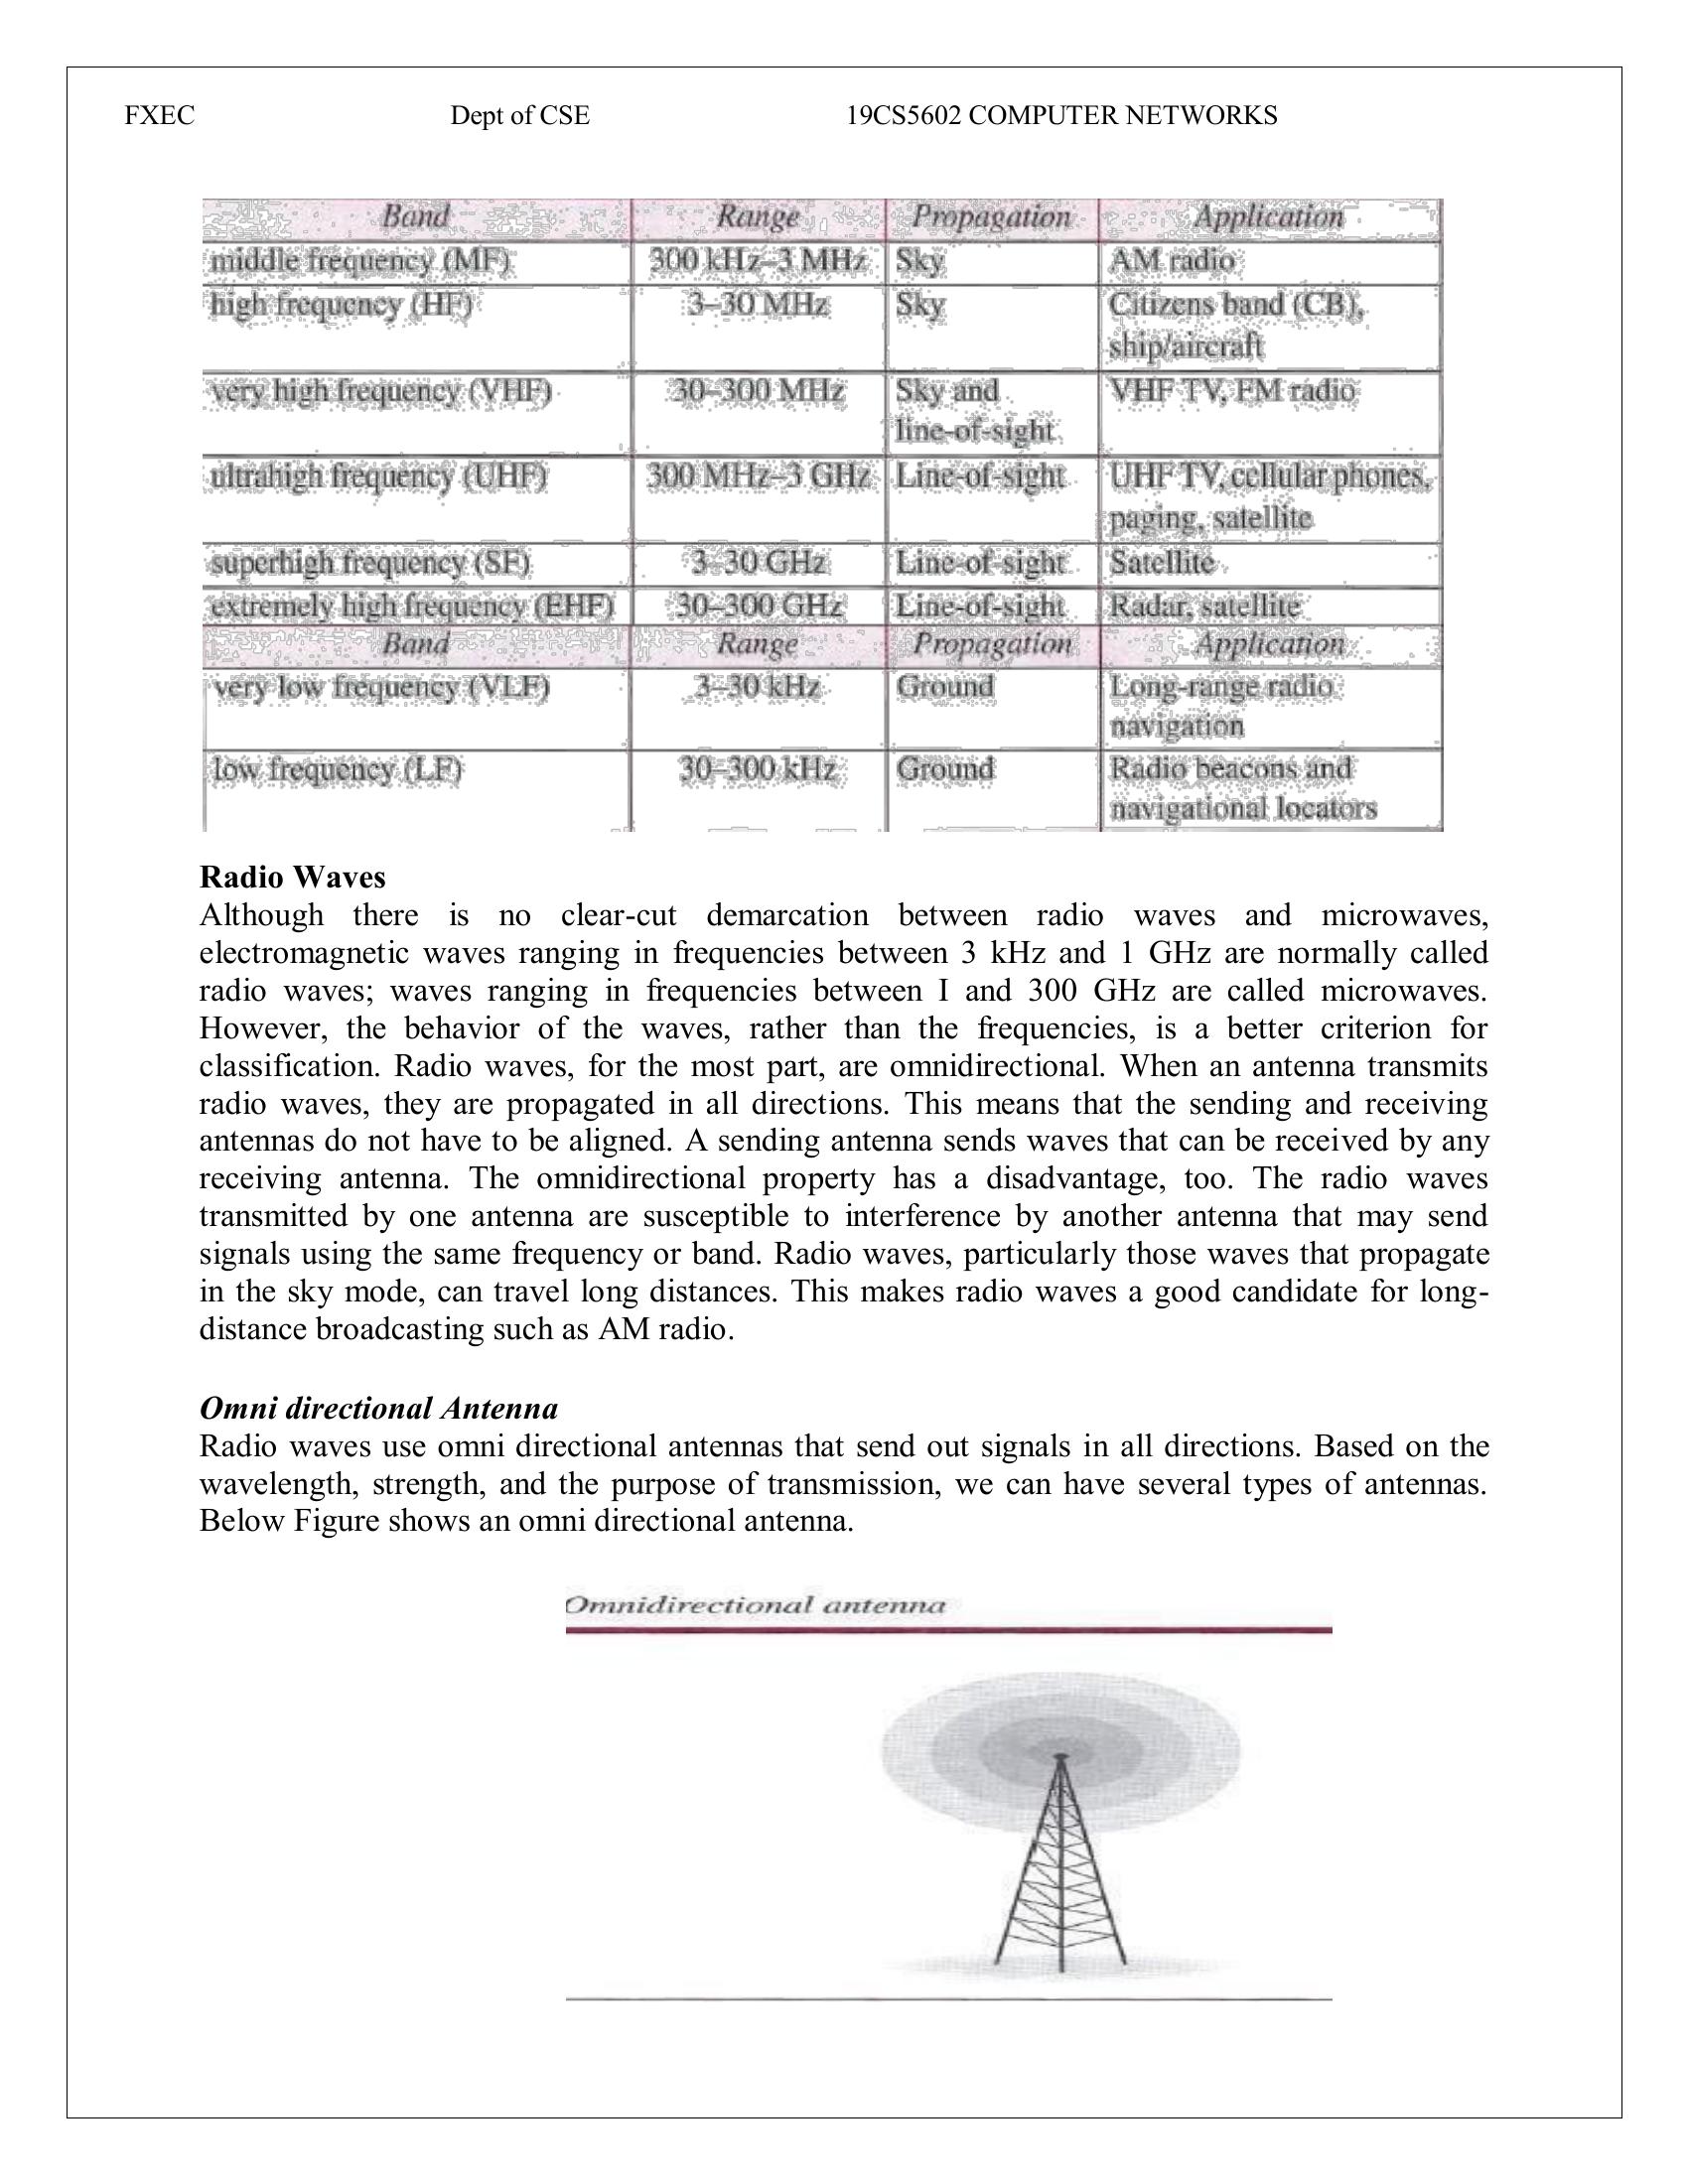 FXEC Dept of CSE 19CS5602 COMPUTER NETWORKS
Band Range Propagation Application
middle frequency (MF) 300 kHz–3 MHz Sky AM radio
high frequency (HF) 3–30 MHz Sky Citizens band (CB),
ship/aircraft
very high frequency (VHF) 30–300 MHz Sky and VHF TV, FM radio
line-of-sight
ultrahigh frequency (UHF) 300 MHz–3 GHz Line-of-sight UHF TV, cellular phones,
paging, satellite
superhigh frequency (SF) 3–30 GHz Line-of-sight Satellite
extremely high frequency (EHF) 30–300 GHz Line-of-sight Radar, satellite
Band Range Propagation Application
very low frequency (VLF) 3–30 kHz Ground Long-range radio
navigation
low frequency (LF) 30–300 kHz Ground Radio beacons and
navigational locators
Radio Waves
Although there is no clear-cut demarcation between radio waves and microwaves,
electromagnetic waves ranging in frequencies between 3 kHz and 1 GHz are normally called
radio waves; waves ranging in frequencies between I and 300 GHz are called microwaves.
However, the behavior of the waves, rather than the frequencies, is a better criterion for
classification. Radio waves, for the most part, are omnidirectional. When an antenna transmits
radio waves, they are propagated in all directions. This means that the sending and receiving
antennas do not have to be aligned. A sending antenna sends waves that can be received by any
receiving antenna. The omnidirectional property has a disadvantage, too. The radio waves
transmitted by one antenna are susceptible to interference by another antenna that may send
signals using the same frequency or band. Radio waves, particularly those waves that propagate
in the sky mode, can travel long distances. This makes radio waves a good candidate for long-
distance broadcasting such as AM radio.
Omni directional Antenna
Radio waves use omni directional antennas that send out signals in all directions. Based on the
wavelength, strength, and the purpose of transmission, we can have several types of antennas.
Below Figure shows an omni directional antenna.
Omnidirectional antenna